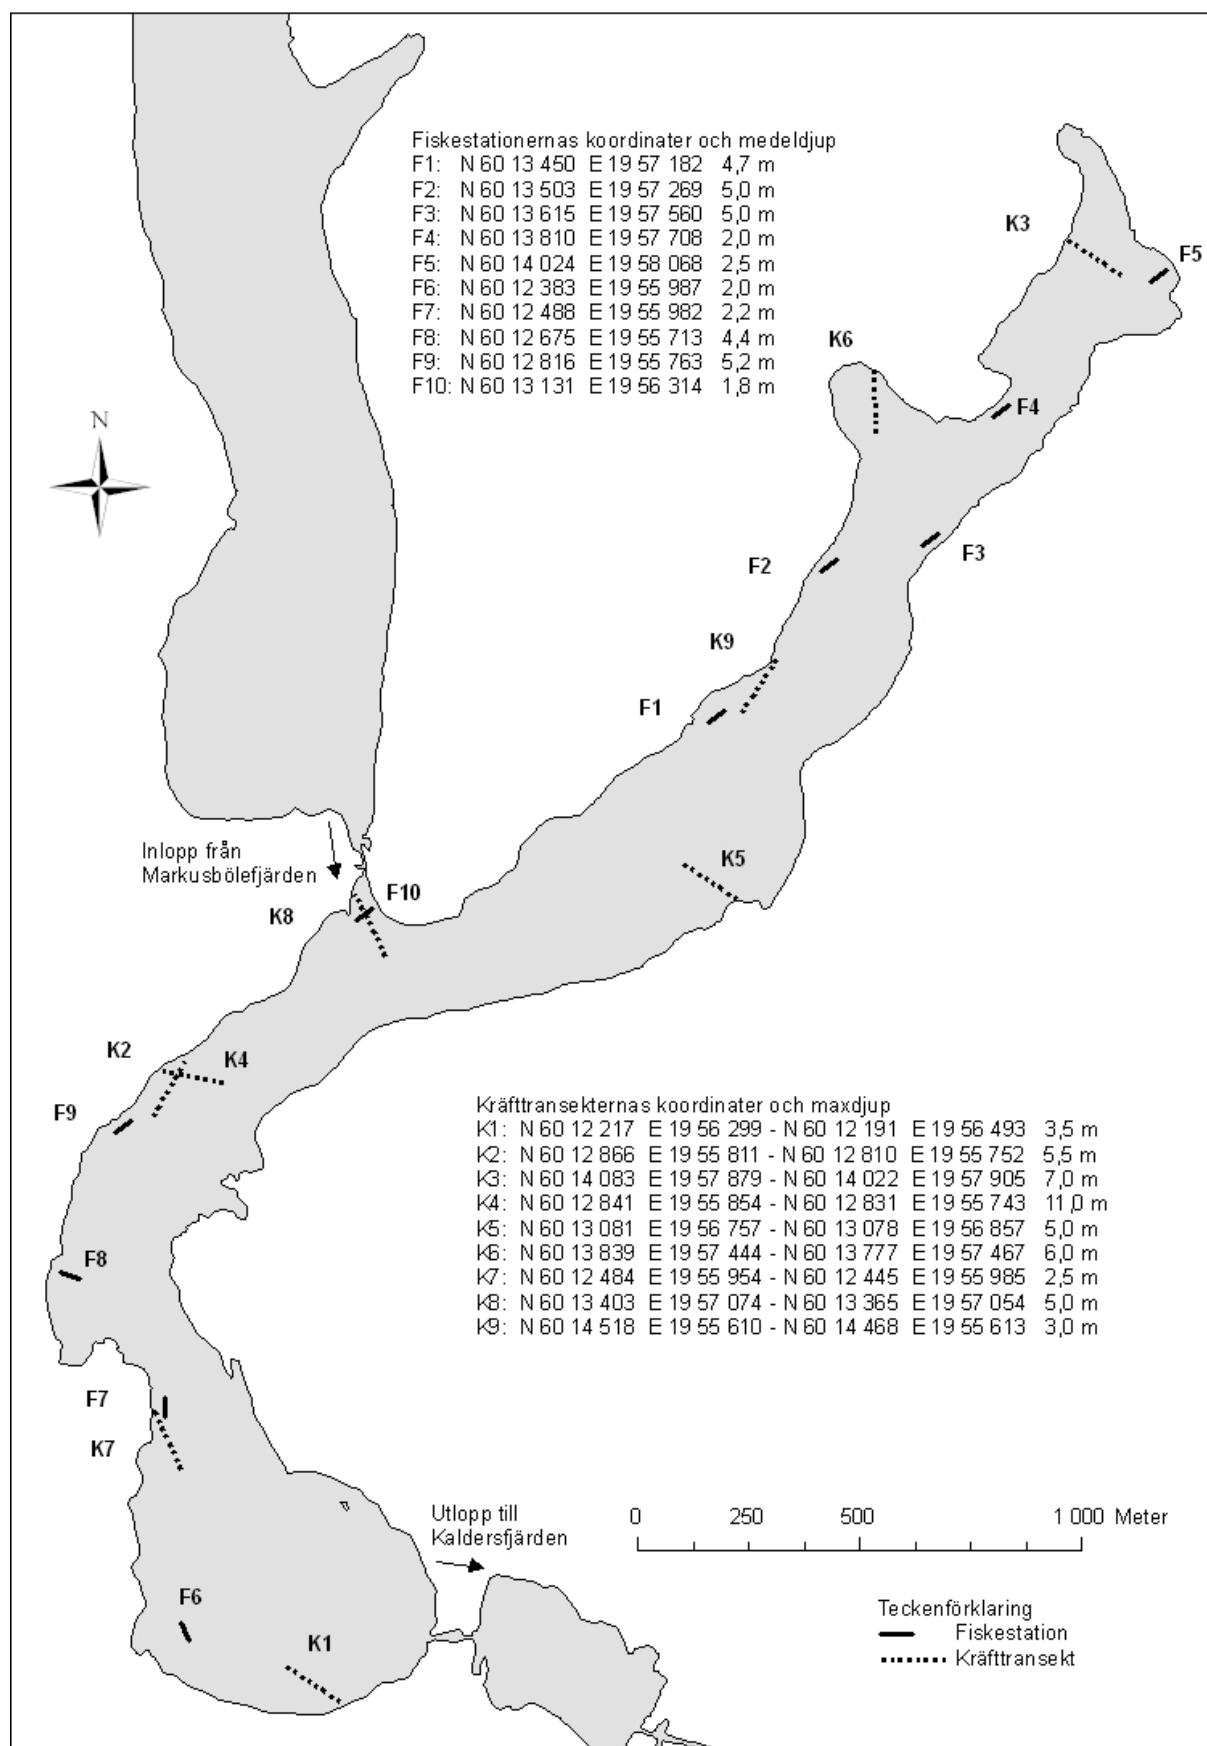 Fiskestationernas koordinater och medeldjup
F1: N 60 13 450 E 19 57 182 4,7 m
F2: N 60 13 503 E 19 57 269 5,0 m
F3: N 60 13 615 E 19 57 560 5,0 m
F4: N 60 13 810 E 19 57 708 2,0 m
F5: N 60 14 024 E 19 58 068 2,5 m
F6: N 60 12 383 E 19 55 987 2,0 m
F7: N 60 12 488 E 19 55 982 2,2 m
F8: N 60 12 675 E 19 55 713 4,4 m
F9: N 60 12 816 E 19 55 763 5,2 m
F10: N 60 13 131 E 19 56 314 1,8 m
K3
F5
K6
F4
N
F2
F3
K9
F1
Inlopp från
Markusbölefjärden
K5
F10
K8
K2
K4
F9
Kräfttransekternas koordinater och maxdjup
K1: N 60 12 217 E 19 56 299 - N 60 12 191 E 19 56 493 3,5 m
K2: N 60 12 866 E 19 55 811 - N 60 12 810 E 19 55 752 5,5 m
K3: N 60 14 083 E 19 57 879 - N 60 14 022 E 19 57 905 7,0 m
K4: N 60 12 841 E 19 55 854 - N 60 12 831 E 19 55 743 11,0 m
K5: N 60 13 081 E 19 56 757 - N 60 13 078 E 19 56 857 5,0 m
K6: N 60 13 839 E 19 57 444 - N 60 13 777 E 19 57 467 6,0 m
K7: N 60 12 484 E 19 55 954 - N 60 12 445 E 19 55 985 2,5 m
K8: N 60 13 403 E 19 57 074 - N 60 13 365 E 19 57 054 5,0 m
K9: N 60 14 518 E 19 55 610 - N 60 14 468 E 19 55 613 3,0 m
F8
F7
K7
Utlopp till
Kaldersfjärden
0 250 500 1 000 Meter
F6
K1
Teckenförklaring
Fiskestation
Kräfttransekt